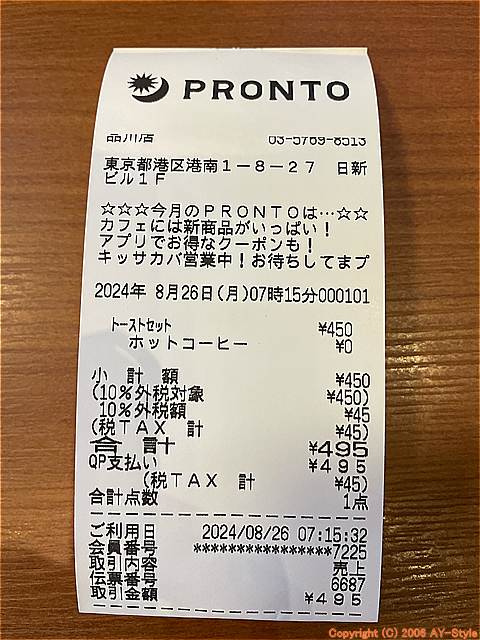 PRONTO
品川店 03-5769-8513
東京都港区港南1-8-27 日新
ビル1F
☆☆☆今月のPRONTOは…☆☆
カフェには新商品がいっぱい!
アプリでお得なクーポンも!
キッサカバ営業中!お待ちしてまプ
2024年 8月26日(月)07時15分000101
トーストセット ¥450
ホットコーヒー ¥0
小 計 額 ¥450
(10%外税対象 ¥450)
10%外税額 ¥45
(税TAX 計 ¥45)
合 計 ¥495
QP支払い ¥495
(税TAX 計 ¥45)
合計点数 1点
ご利用日 2024/08/26 07:15:32
会員番号 ****************7225
取引内容 売上
伝票番号 6687
取引金額 ¥495
Copyright (C) 2006 AY-Style